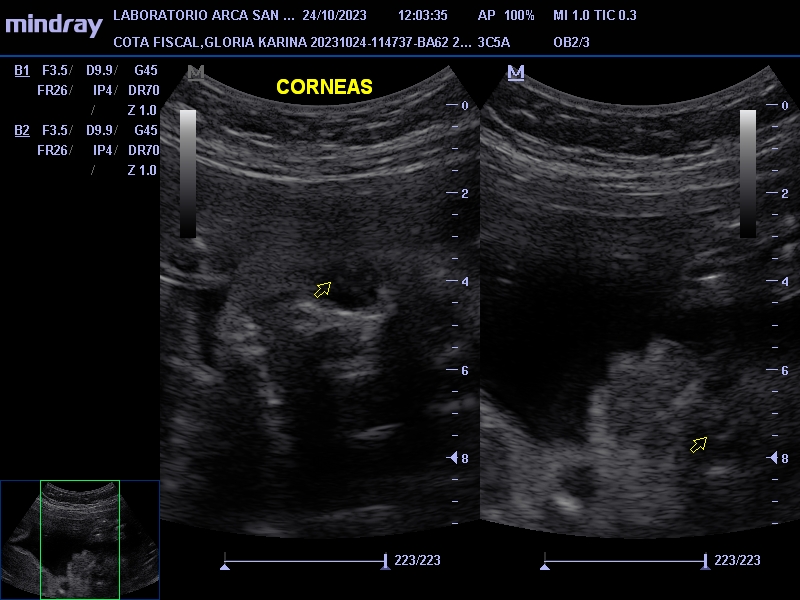 mindray LABORATORIO ARCA SAN ... 24/10/2023 12:03:35 AP 100% MI 1.0 TIC 0.3
COTA FISCAL,GLORIA KARINA 20231024-114737-BA62 2... 3C5A OB2/3
B1 F3.5/ D9.9/ G45
FR26/ IP4/ DR70
/ Z 1.0
B2 F3.5/ D9.9/ G45
FR26/ IP4/ DR70
/ Z 1.0
M
CORNEAS
0
2
4
6
8
223/223
M
0
2
4
6
8
223/223